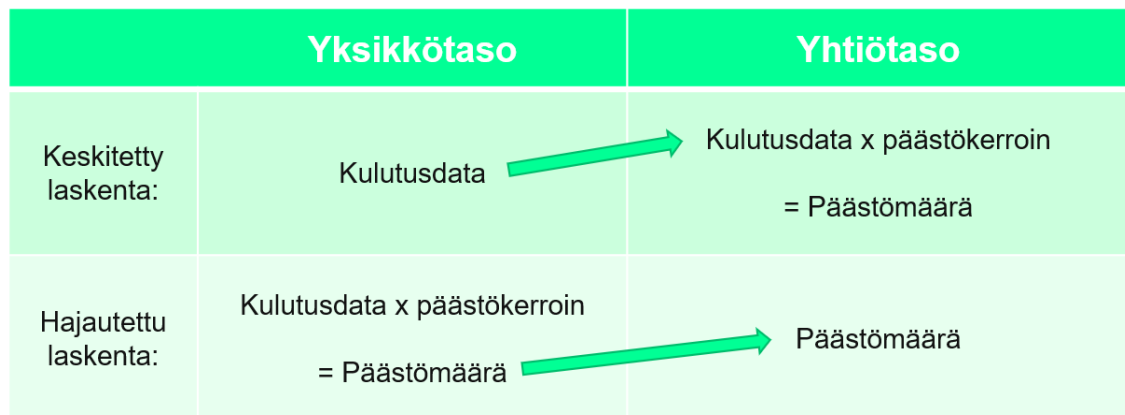 Yksikkötaso
Yhtiötaso
Keskitetty
laskenta:
Kulutusdata
Kulutusdata x päästökerroin
= Päästömäärä
Hajautettu
laskenta:
Kulutusdata x päästökerroin
= Päästömäärä
Päästömäärä